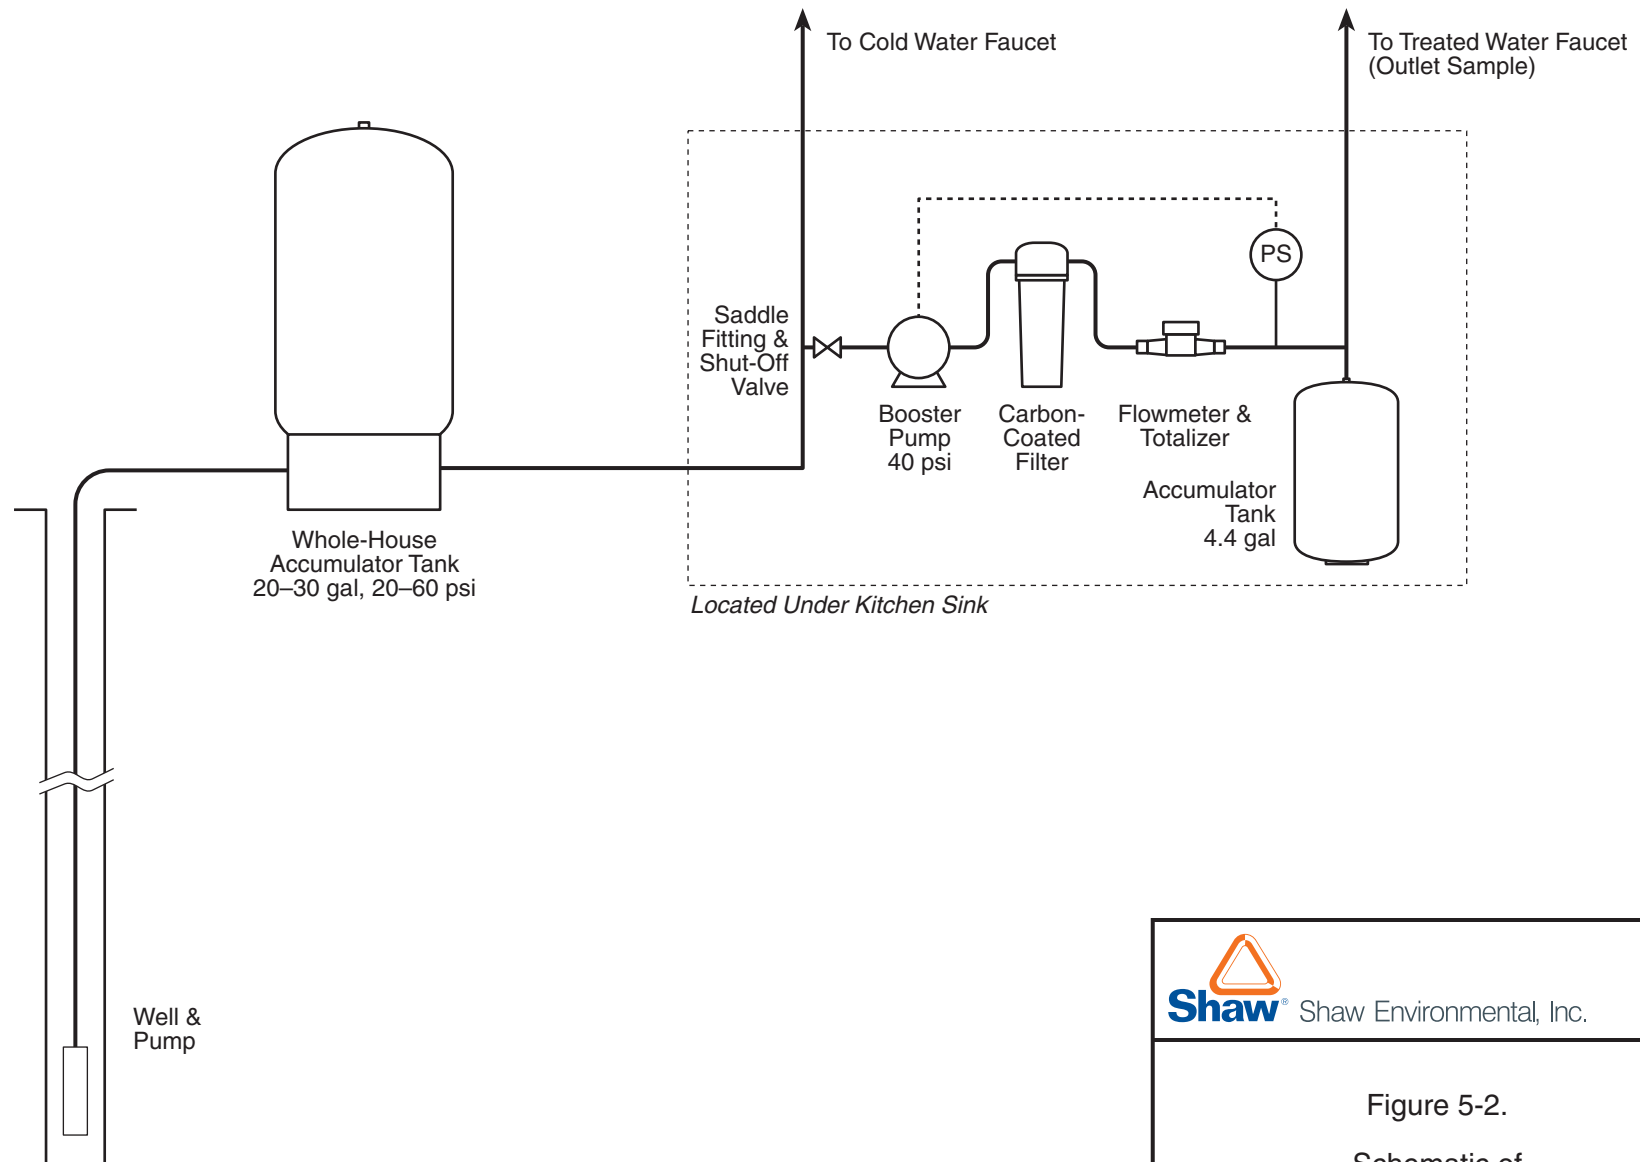 To Cold Water Faucet
To Treated Water Faucet
(Outlet Sample)
PS
Saddle
Fitting &
Shut-Off
Valve
Booster
Pump
40 psi
Carbon-
Coated
Filter
Flowmeter &
Totalizer
Accumulator
Tank
4.4 gal
Whole-House
Accumulator Tank
20–30 gal, 20–60 psi
Located Under Kitchen Sink
Well &
Pump
Shaw® Shaw Environmental, Inc.
Figure 5-2.
Schematic of